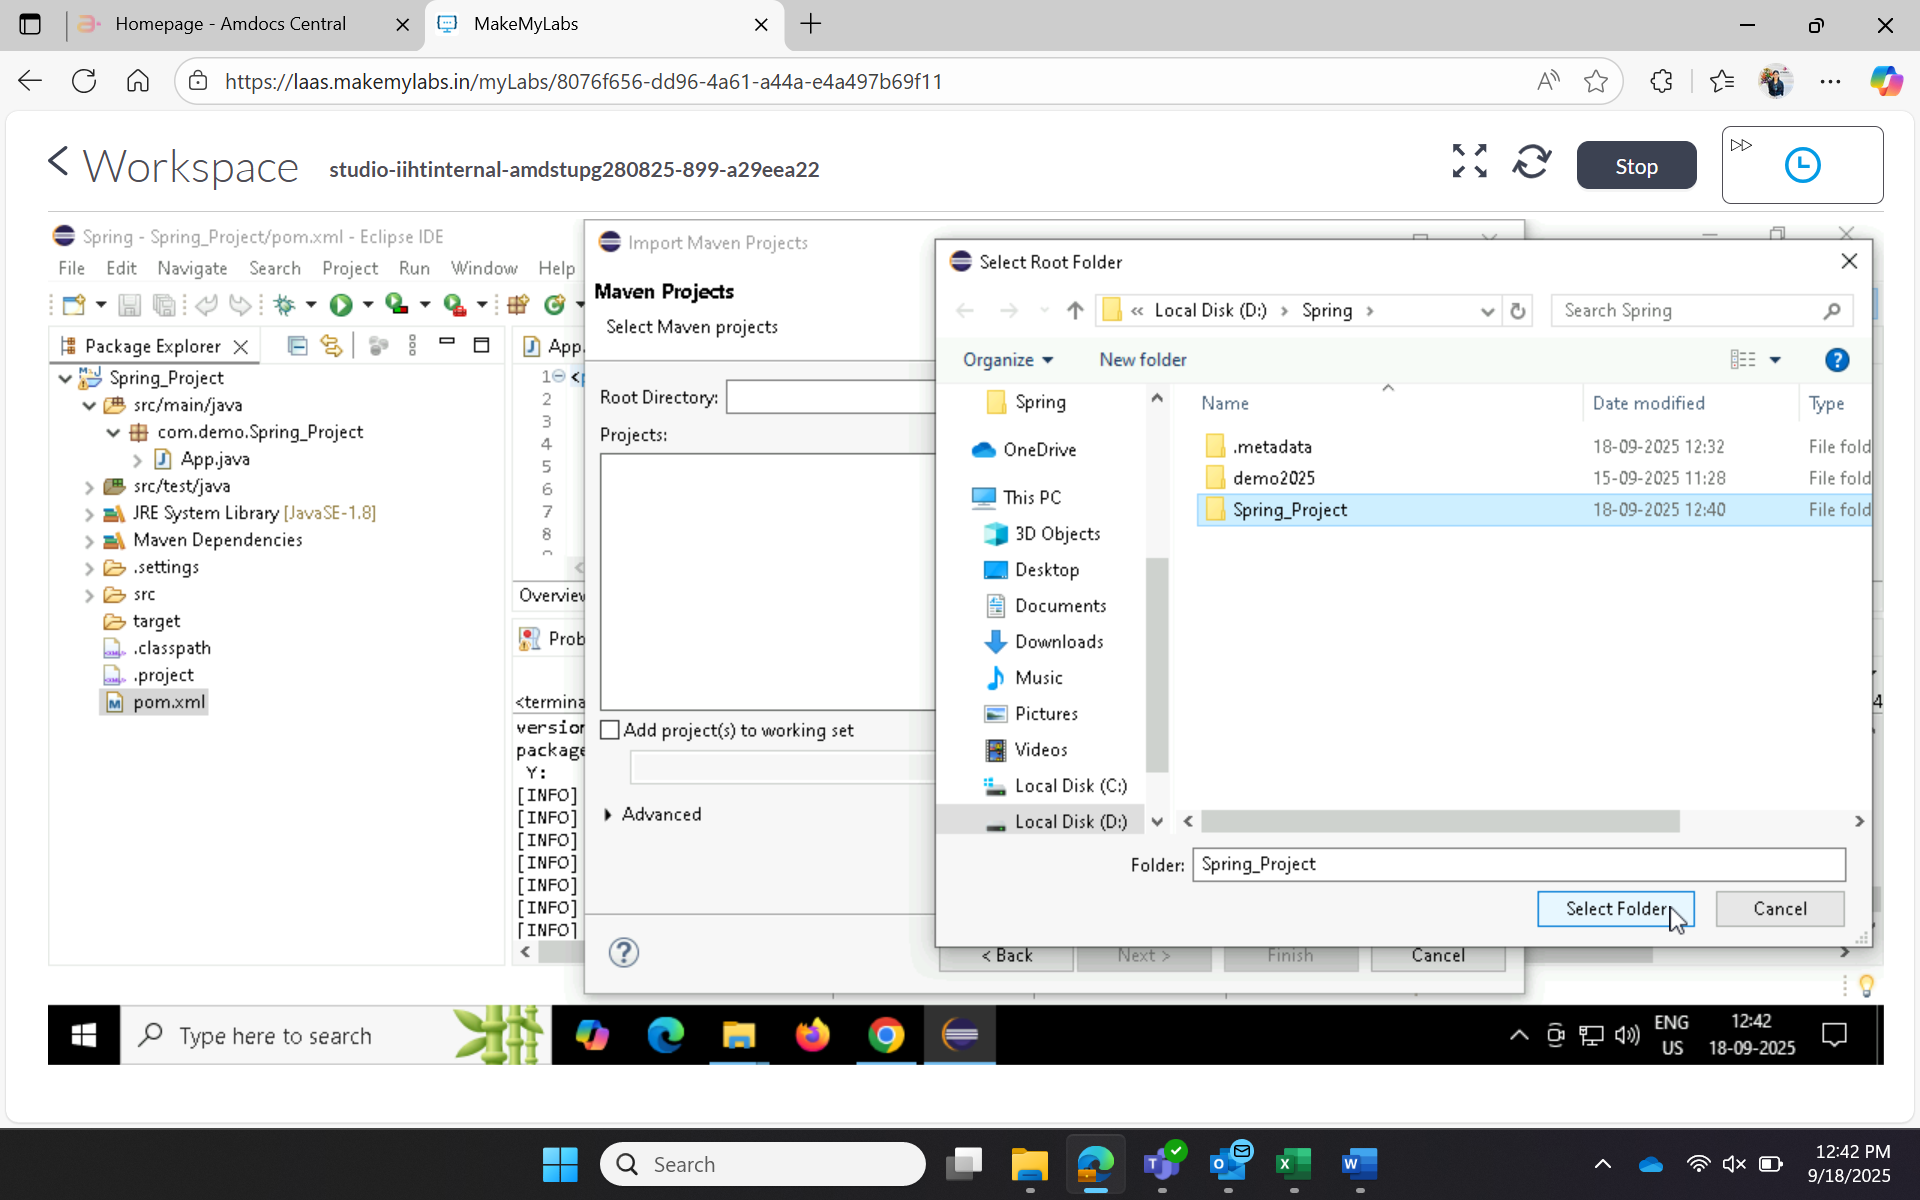 Homepage - Amdocs Central
MakeMyLabs
https://laas.makemylabs.in/myLabs/8076f656-dd96-4a61-a44a-e4a497b69f11
Workspace
studio-iihtinternal-amdstupg280825-899-a29eea22
Stop
Spring - Spring_Project/pom.xml - Eclipse IDE
File Edit Navigate Search Project Run Window Help
Package Explorer
Spring_Project
src/main/java
com.demo.Spring_Project
App.java
src/test/java
JRE System Library [JavaSE-1.8]
Maven Dependencies
.settings
src
target
.classpath
.project
pom.xml
App.
1
2
3
4
5
6
7
8
Overview
Prob
<termina
version
package
Y:
[INFO]
[INFO]
[INFO]
[INFO]
[INFO]
[INFO]
[INFO]
Import Maven Projects
Maven Projects
Select Maven projects
Root Directory:
Projects:
Add project(s) to working set
Advanced
< Back
Next >
Finish
Cancel
Select Root Folder
« Local Disk (D:) > Spring >
Search Spring
Organize
New folder
Spring
OneDrive
This PC
3D Objects
Desktop
Documents
Downloads
Music
Pictures
Videos
Local Disk (C:)
Local Disk (D:)
Name Date modified Type
.metadata 18-09-2025 12:32 File fold
demo2025 15-09-2025 11:28 File fold
Spring_Project 18-09-2025 12:40 File fold
Folder: Spring_Project
Select Folder
Cancel
Type here to search
ENG
US
12:42
18-09-2025
Search
12:42 PM
9/18/2025